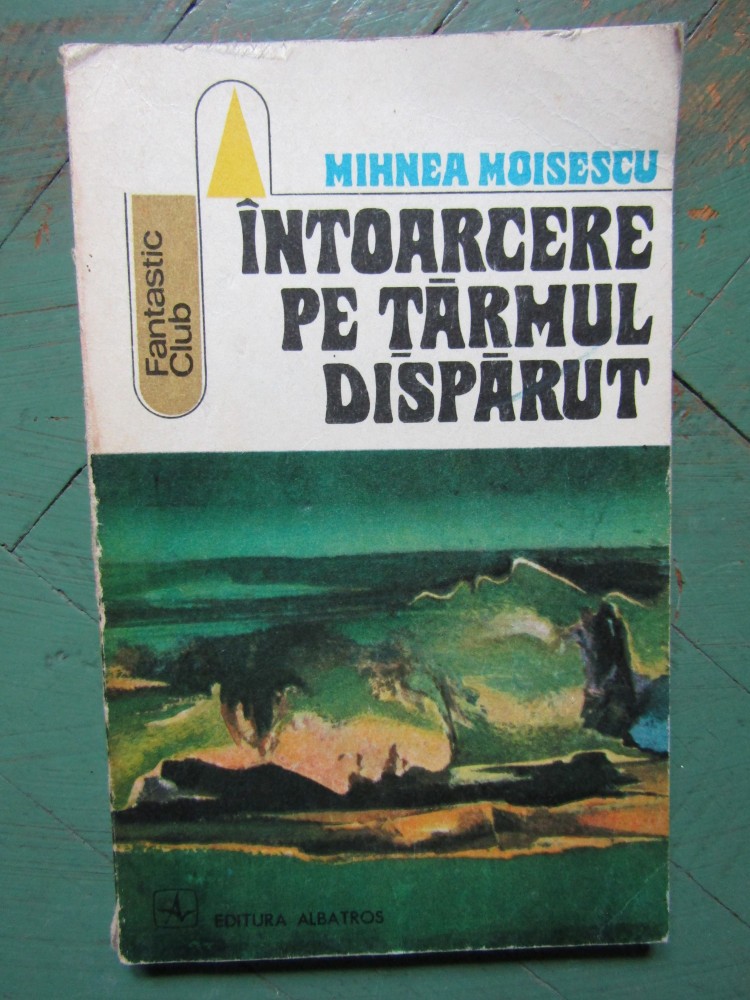 MIHNEA MOISESCU
ÎNTOARCERE
PE ȚĂRMUL
DISPĂRUT
Fantastic
Club
EDITURA ALBATROS